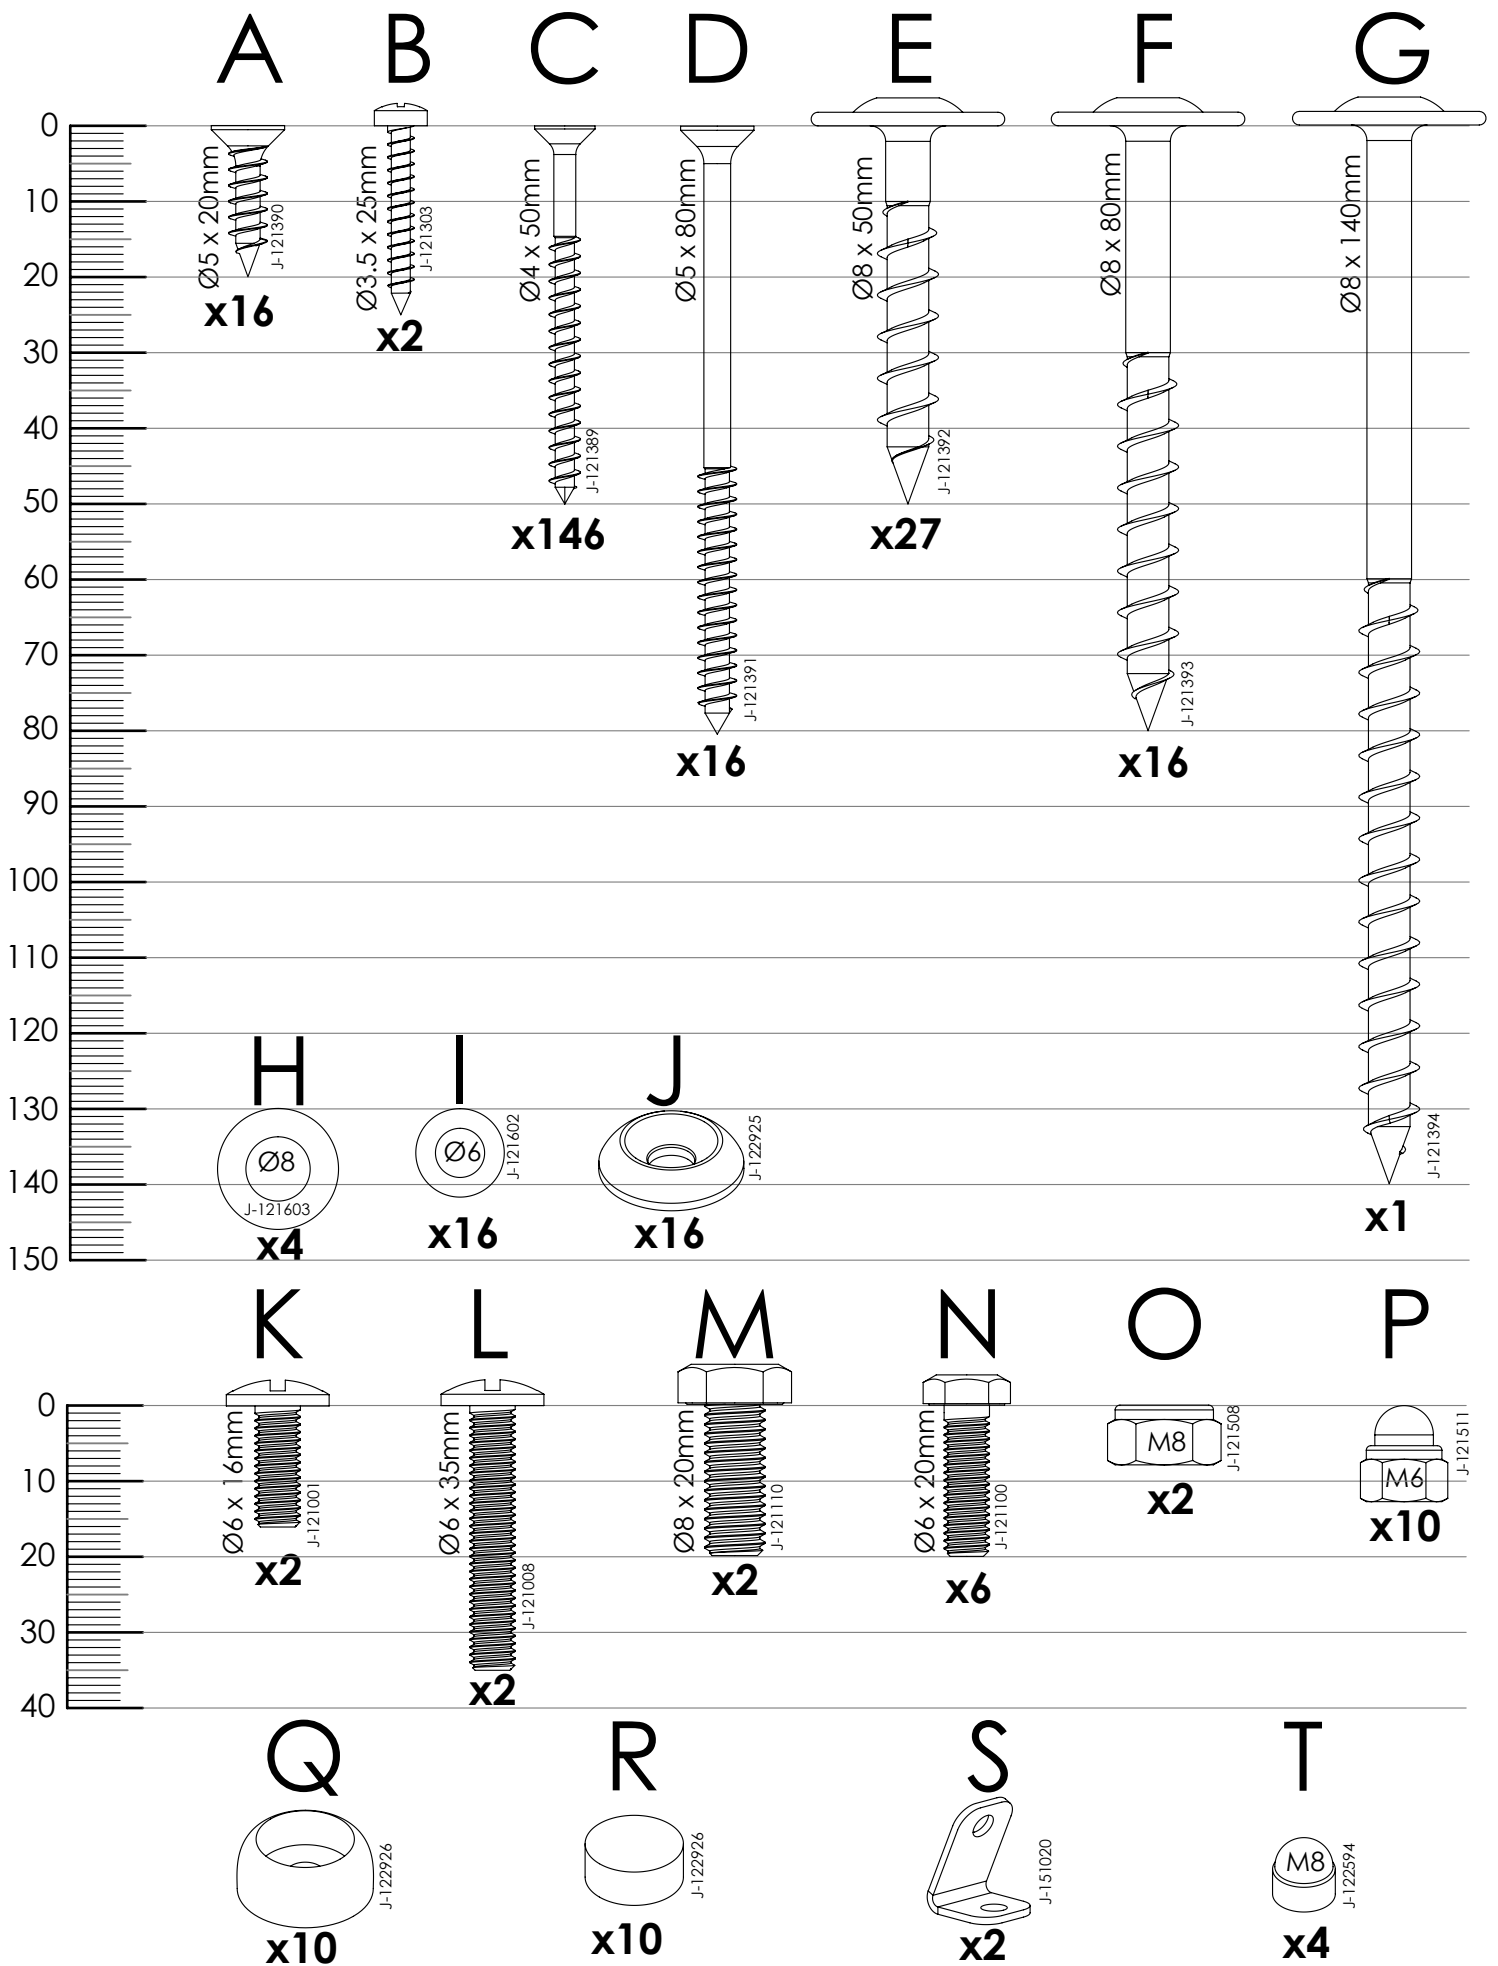 A B C D E F G
0
10
20
30
40
50
60
70
80
90
100
110
120
130
140
150
Ø5 x 20mm
J-121390
x16
Ø3.5 x 25mm
J-121303
x2
Ø4 x 50mm
J-121389
x146
Ø5 x 80mm
J-121391
x16
Ø8 x 50mm
J-121392
x27
Ø8 x 80mm
J-121393
x16
Ø8 x 140mm
J-121394
x1
H I J
Ø8
J-121603
x4
Ø6
J-121602
x16
J-122925
x16
K L M N O P
0
10
20
30
40
Ø6 x 16mm
J-121001
x2
Ø6 x 35mm
J-121008
x2
Ø8 x 20mm
J-121110
x2
Ø6 x 20mm
J-121100
x6
M8
J-121508
x2
M6
J-121511
x10
Q R S T
J-122926
x10
J-122926
x10
J-151020
x2
M8
J-122594
x4